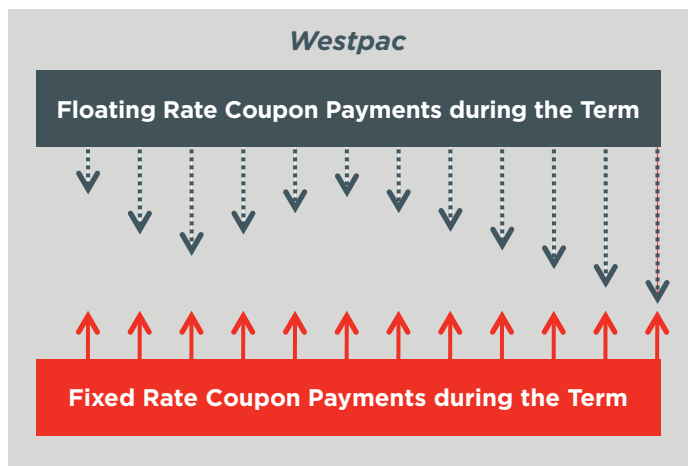 Westpac
Floating Rate Coupon Payments during the Term
Fixed Rate Coupon Payments during the Term